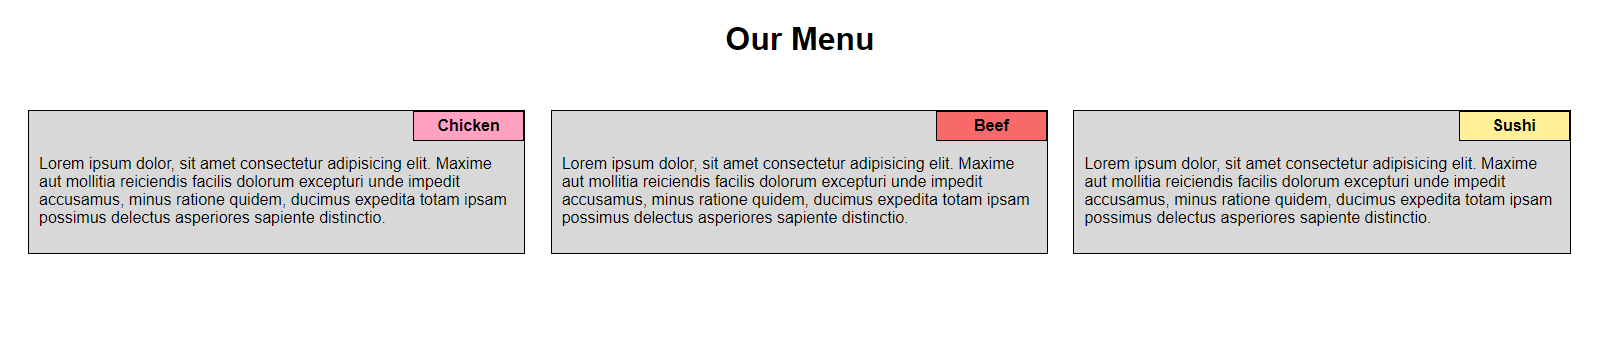 Our Menu
Chicken
Lorem ipsum dolor, sit amet consectetur adipisicing elit. Maxime
aut mollitia reiciendis facilis dolorum excepturi unde impedit
accusamus, minus ratione quidem, ducimus expedita totam ipsam
possimus delectus asperiores sapiente distinctio.
Beef
Lorem ipsum dolor, sit amet consectetur adipisicing elit. Maxime
aut mollitia reiciendis facilis dolorum excepturi unde impedit
accusamus, minus ratione quidem, ducimus expedita totam ipsam
possimus delectus asperiores sapiente distinctio.
Sushi
Lorem ipsum dolor, sit amet consectetur adipisicing elit. Maxime
aut mollitia reiciendis facilis dolorum excepturi unde impedit
accusamus, minus ratione quidem, ducimus expedita totam ipsam
possimus delectus asperiores sapiente distinctio.